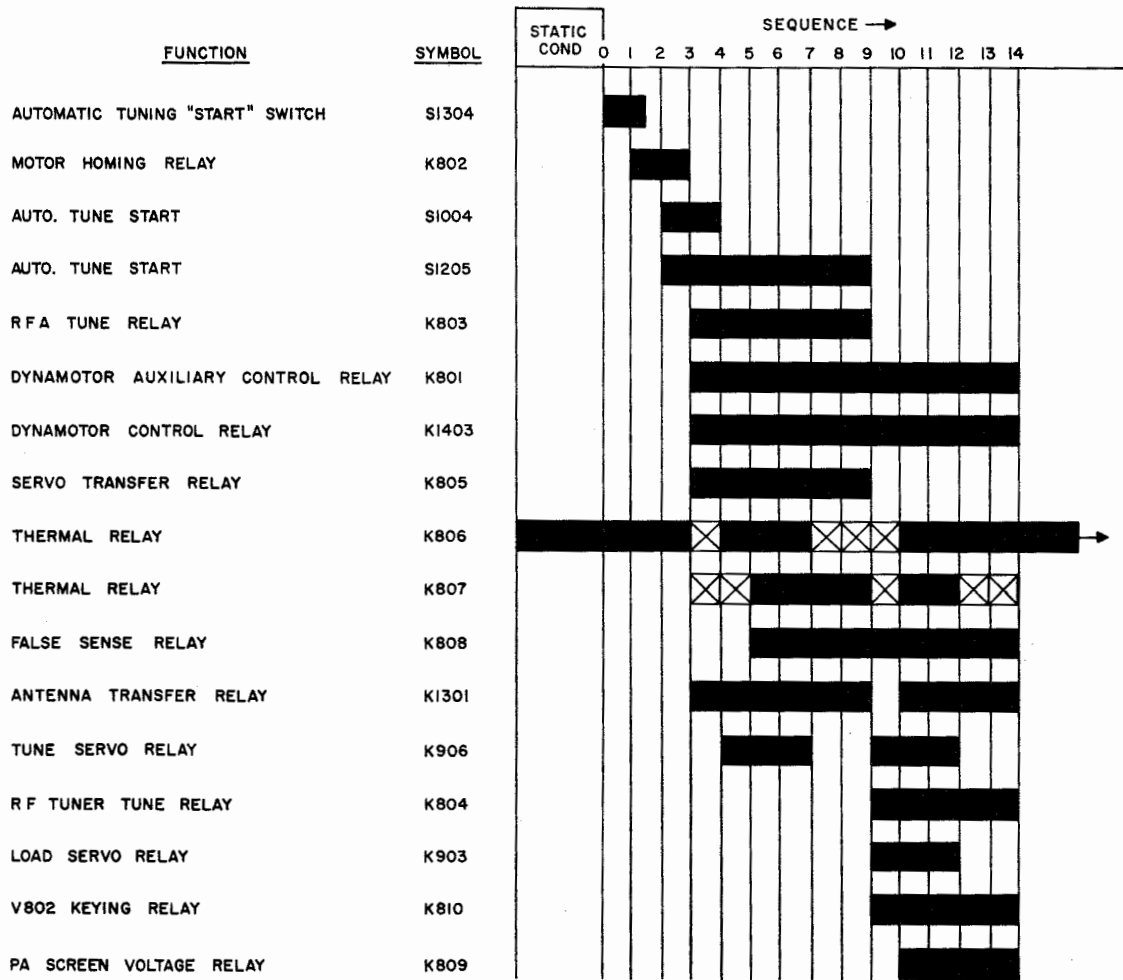 SEQUENCE →
STATIC
COND
FUNCTION SYMBOL
0 1 2 3 4 5 6 7 8 9 10 11 12 13 14
AUTOMATIC TUNING "START" SWITCH S1304
MOTOR HOMING RELAY K802
AUTO. TUNE START S1004
AUTO. TUNE START S1205
RFA TUNE RELAY K803
DYNAMOTOR AUXILIARY CONTROL RELAY K801
DYNAMOTOR CONTROL RELAY K1403
SERVO TRANSFER RELAY K805
THERMAL RELAY K806
THERMAL RELAY K807
FALSE SENSE RELAY K808
ANTENNA TRANSFER RELAY K1301
TUNE SERVO RELAY K906
RF TUNER TUNE RELAY K804
LOAD SERVO RELAY K903
V802 KEYING RELAY K810
PA SCREEN VOLTAGE RELAY K809